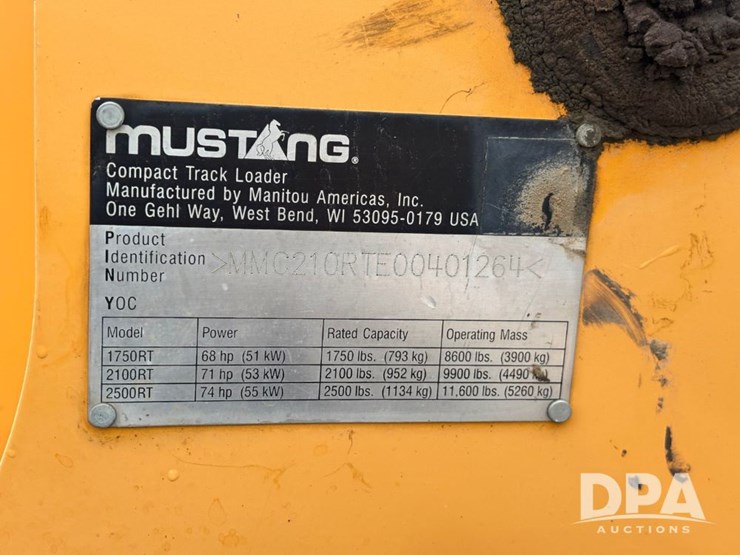 MUSTANG®
Compact Track Loader
Manufactured by Manitou Americas, Inc.
One Gehl Way, West Bend, WI 53095-0179 USA
Product
Identification >MMC210RTE00401264<
Number
YOC
Model Power Rated Capacity Operating Mass
1750RT 68 hp (51 kW) 1750 lbs. (793 kg) 8600 lbs. (3900 kg)
2100RT 71 hp (53 kW) 2100 lbs. (952 kg) 9900 lbs. (4490 kg)
2500RT 74 hp (55 kW) 2500 lbs. (1134 kg) 11,600 lbs. (5260 kg)
DPA
AUCTIONS